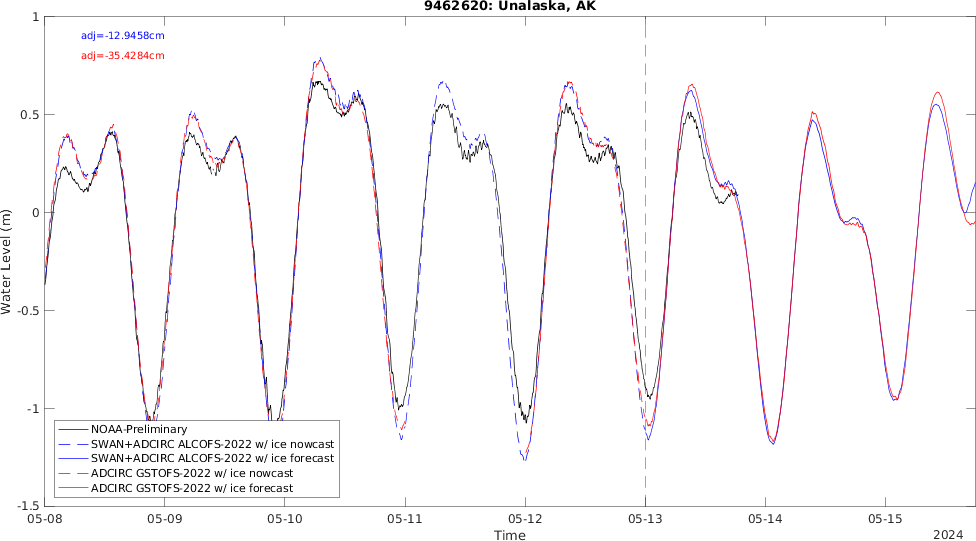 9462620: Unalaska, AK
adj=-12.9458cm
adj=-35.4284cm
1
0.5
0
-0.5
-1
-1.5
Water Level (m)
NOAA-Preliminary
SWAN+ADCIRC ALCOFS-2022 w/ ice nowcast
SWAN+ADCIRC ALCOFS-2022 w/ ice forecast
ADCIRC GSTOFS-2022 w/ ice nowcast
ADCIRC GSTOFS-2022 w/ ice forecast
05-08 05-09 05-10 05-11 05-12 05-13 05-14 05-15
Time
2024